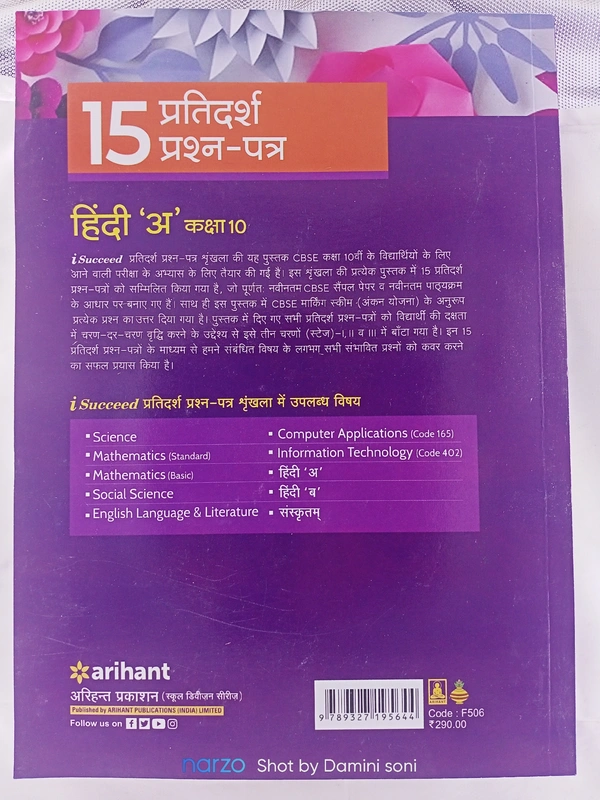 15 प्रतिदर्श
प्रश्न-पत्र
हिंदी ‘अ’ कक्षा 10
iSucceed प्रतिदर्श प्रश्न-पत्र शृंखला की यह पुस्तक CBSE कक्षा 10वीं के विद्यार्थियों के लिए
आने वाली परीक्षा के अभ्यास के लिए तैयार की गई है। इस शृंखला की प्रत्येक पुस्तक में 15 प्रतिदर्श
प्रश्न-पत्रों को सम्मिलित किया गया है, जो पूर्णतः नवीनतम CBSE सैंपल पेपर व नवीनतम पाठ्यक्रम
के आधार पर बनाए गए है। साथ ही इस पुस्तक में CBSE मार्किंग स्कीम (अंकन योजना) के अनुरूप
प्रत्येक प्रश्न का उत्तर दिया गया है। पुस्तक में दिए गए सभी प्रतिदर्श प्रश्न-पत्रों को विद्यार्थी की दक्षता
में चरण-दर-चरण वृद्धि करने के उद्देश्य से इसे तीन चरणों (स्टेज)-I, II व III में बाँटा गया है। इन 15
प्रतिदर्श प्रश्न-पत्रों के माध्यम से हमने संबंधित विषय के लगभग सभी संभावित प्रश्नों को कवर करने
का सफल प्रयास किया है।
iSucceed प्रतिदर्श प्रश्न-पत्र शृंखला में उपलब्ध विषय
▪ Science
▪ Mathematics (Standard)
▪ Mathematics (Basic)
▪ Social Science
▪ English Language & Literature
▪ Computer Applications (Code 165)
▪ Information Technology (Code 402)
▪ हिंदी ‘अ’
▪ हिंदी ‘ब’
▪ संस्कृतम्
arihant
अरिहन्त प्रकाशन (स्कूल डिवीज़न सीरीज़)
Published by ARIHANT PUBLICATIONS (INDIA) LIMITED
Follow us on
9 789327 195644
ARIHANT
Code : F506
₹290.00
narzo Shot by Damini soni